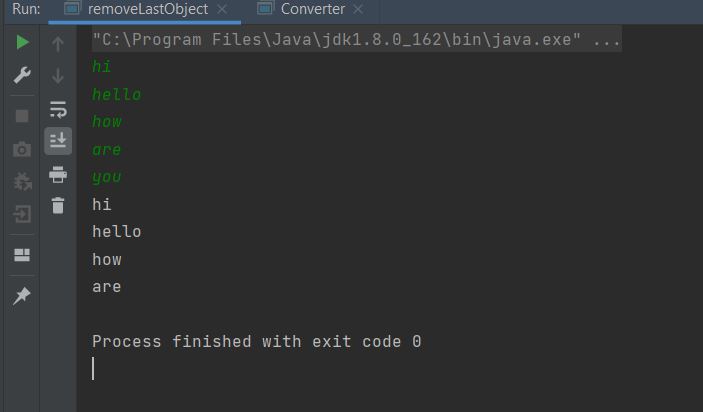 Run: removeLastObject Converter
"C:\Program Files\Java\jdk1.8.0_162\bin\java.exe" ...
hi
hello
how
are
you
hi
hello
how
are
Process finished with exit code 0